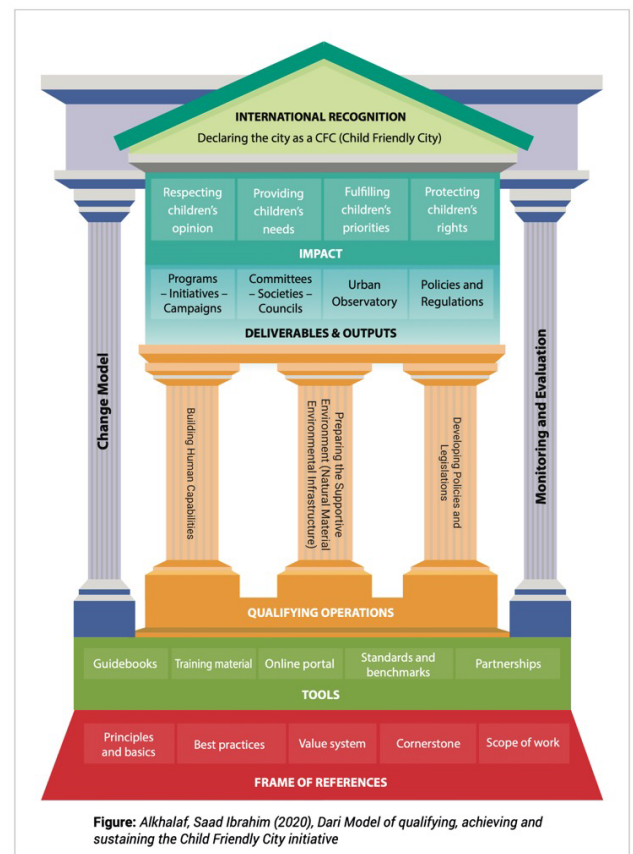 INTERNATIONAL RECOGNITION
Declaring the city as a CFC (Child Friendly City)
Respecting
children's
opinion
Providing
children's
needs
Fulfilling
children's
priorities
Protecting
children's
rights
IMPACT
Programs
– Initiatives –
Campaigns
Committees
– Societies –
Councils
Urban
Observatory
Policies and
Regulations
DELIVERABLES & OUTPUTS
Change Model
Building Human Capabilities
Preparing the Supportive
Environment (Natural Material
Environmental Infrastructure)
Developing Policies and
Legislations
Monitoring and Evaluation
QUALIFYING OPERATIONS
Guidebooks
Training material
Online portal
Standards and
benchmarks
Partnerships
TOOLS
Principles
and basics
Best practices
Value system
Cornerstone
Scope of work
FRAME OF REFERENCES
Figure: Alkhalaf, Saad Ibrahim (2020), Dari Model of qualifying, achieving and
sustaining the Child Friendly City initiative